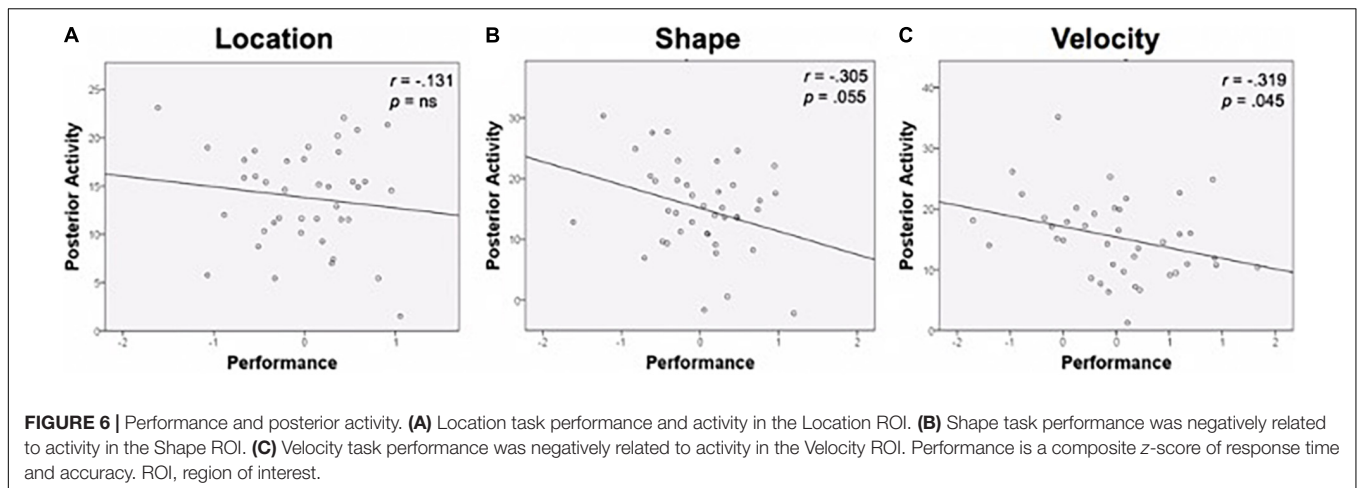 A Location
r = -.131
p = ns
Posterior Activity
25
20
15
10
5
0
-2 -1 0 1
Performance
B Shape
r = -.305
p = .055
Posterior Activity
30
20
10
0
-2 -1 0 1 2
Performance
C Velocity
r = -.319
p = .045
Posterior Activity
40
30
20
10
0
-2 -1 0 0 1 1 2
Performance
FIGURE 6 | Performance and posterior activity. (A) Location task performance and activity in the Location ROI. (B) Shape task performance was negatively related
to activity in the Shape ROI. (C) Velocity task performance was negatively related to activity in the Velocity ROI. Performance is a composite z-score of response time
and accuracy. ROI, region of interest.